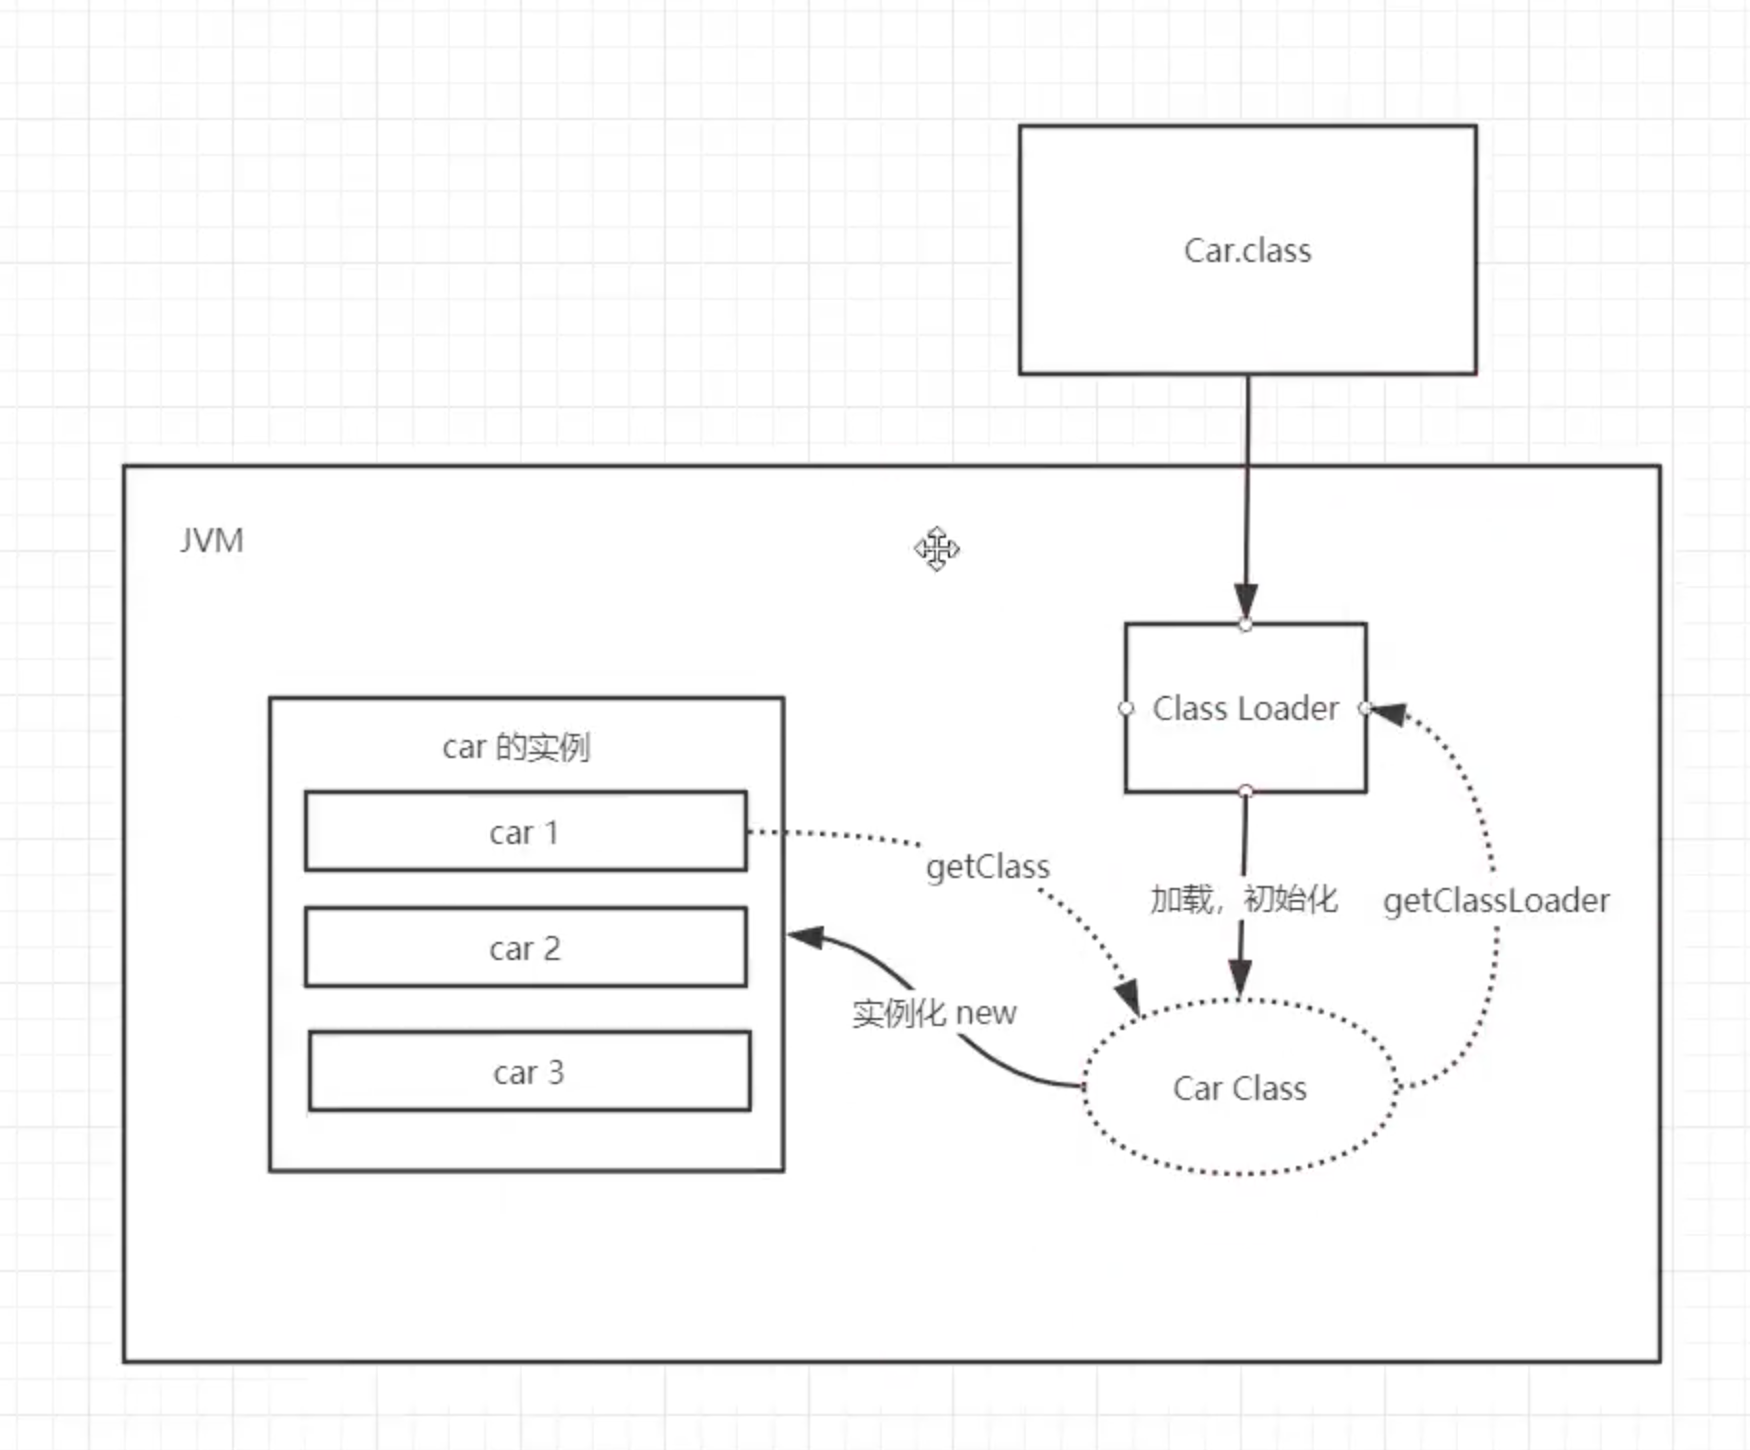 Car.class
JVM
Class Loader
car 的实例
car 1
getClass
加载，初始化
getClassLoader
car 2
实例化 new
car 3
Car Class